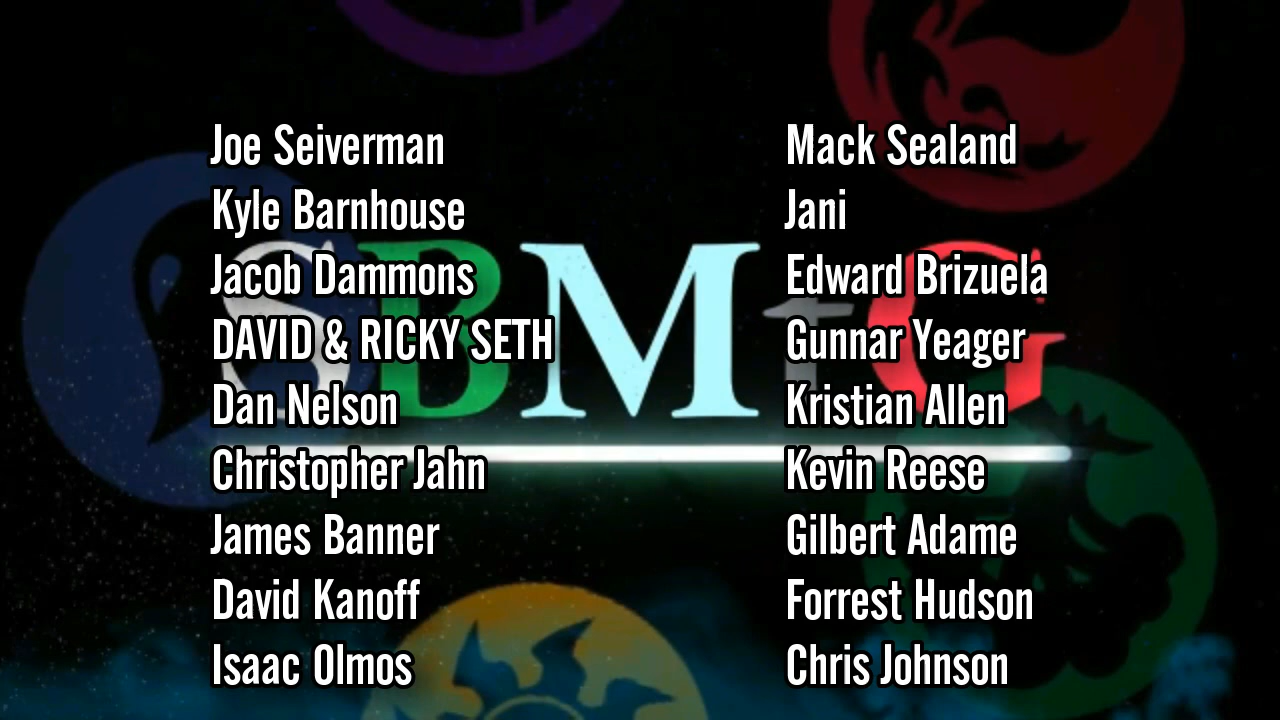 Joe Seiverman
Kyle Barnhouse
Jacob Dammons
DAVID & RICKY SETH
Dan Nelson
Christopher Jahn
James Banner
David Kanoff
Isaac Olmos
Mack Sealand
Jani
Edward Brizuela
Gunnar Yeager
Kristian Allen
Kevin Reese
Gilbert Adame
Forrest Hudson
Chris Johnson
SBMtG